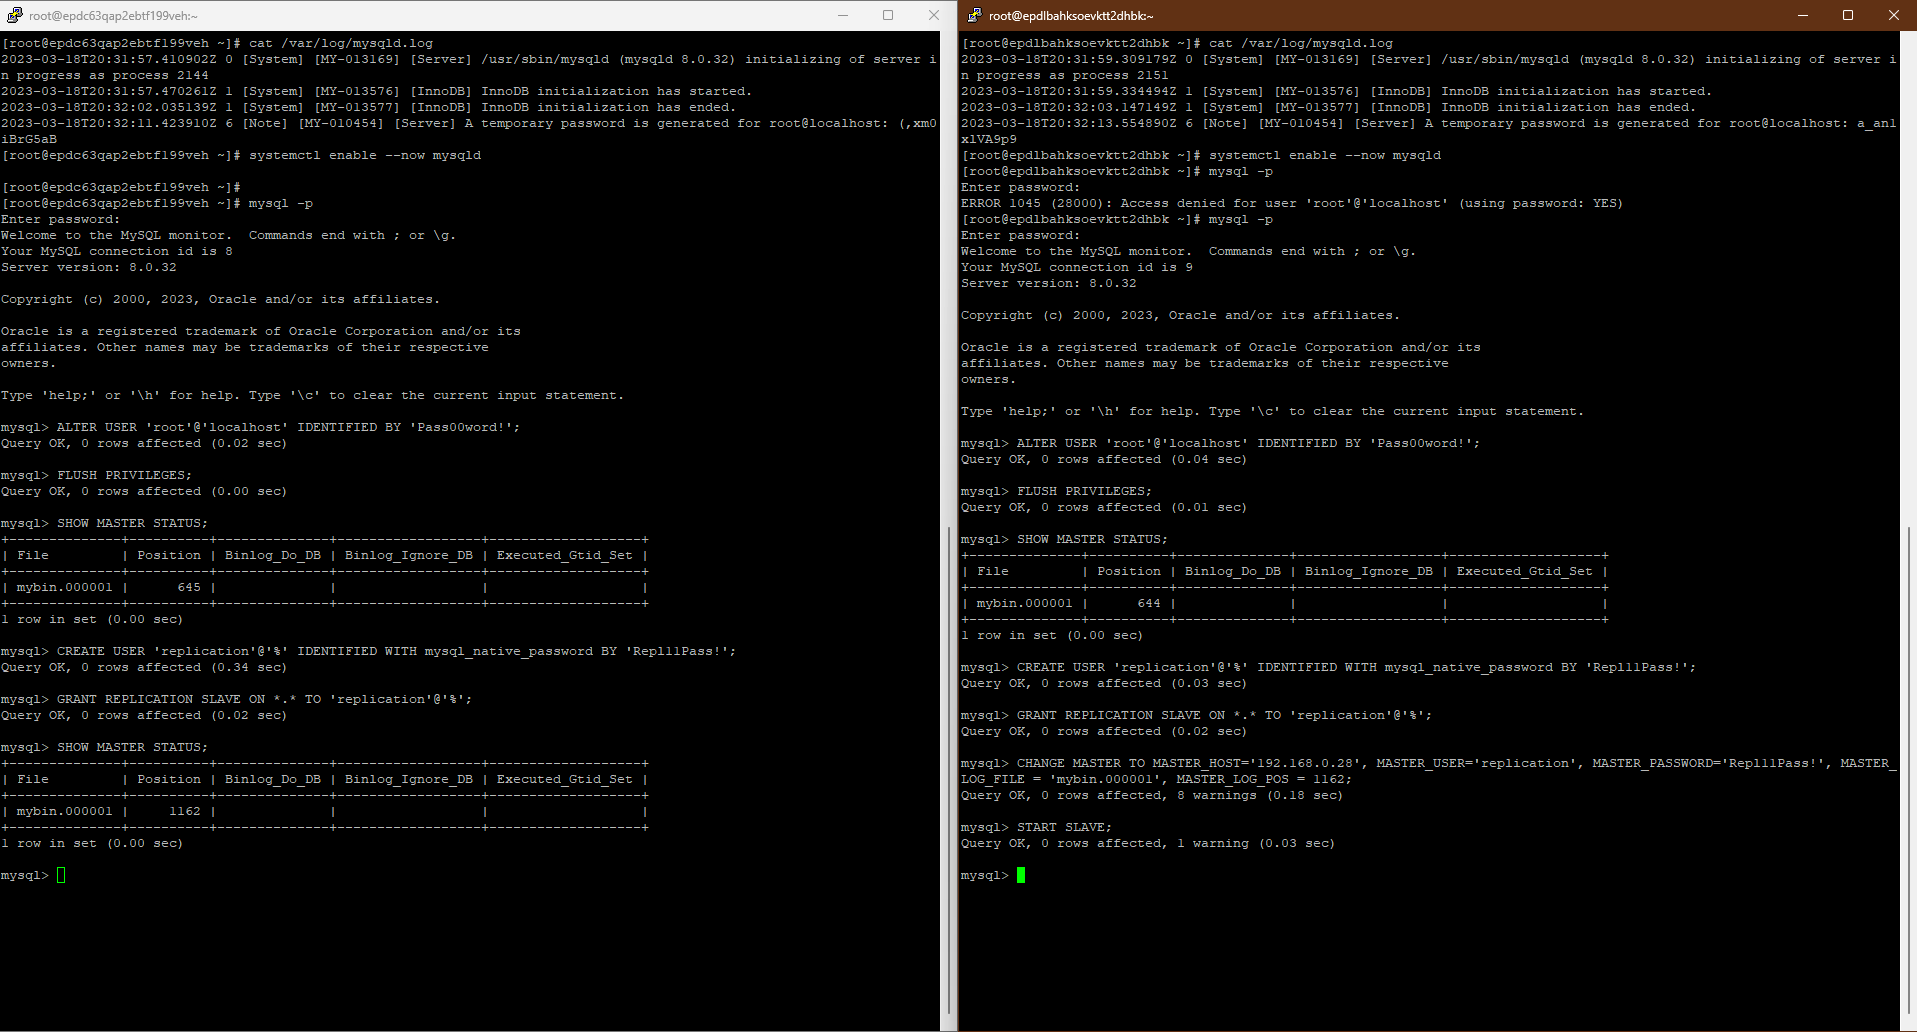 root@epdc63qap2ebtf199veh:~
[root@epdc63qap2ebtf199veh ~]# cat /var/log/mysqld.log
2023-03-18T20:31:57.410902Z 0 [System] [MY-013169] [Server] /usr/sbin/mysqld (mysqld 8.0.32) initializing of server i
n progress as process 2144
2023-03-18T20:31:57.470261Z 1 [System] [MY-013576] [InnoDB] InnoDB initialization has started.
2023-03-18T20:32:02.035139Z 1 [System] [MY-013577] [InnoDB] InnoDB initialization has ended.
2023-03-18T20:32:11.423910Z 6 [Note] [MY-010454] [Server] A temporary password is generated for root@localhost: (,xm0
iBrG5aB
[root@epdc63qap2ebtf199veh ~]# systemctl enable --now mysqld
[root@epdc63qap2ebtf199veh ~]#
[root@epdc63qap2ebtf199veh ~]# mysql -p
Enter password:
Welcome to the MySQL monitor.  Commands end with ; or \g.
Your MySQL connection id is 8
Server version: 8.0.32
Copyright (c) 2000, 2023, Oracle and/or its affiliates.
Oracle is a registered trademark of Oracle Corporation and/or its
affiliates. Other names may be trademarks of their respective
owners.
Type 'help;' or '\h' for help. Type '\c' to clear the current input statement.
mysql> ALTER USER 'root'@'localhost' IDENTIFIED BY 'Pass00word!';
Query OK, 0 rows affected (0.02 sec)
mysql> FLUSH PRIVILEGES;
Query OK, 0 rows affected (0.00 sec)
mysql> SHOW MASTER STATUS;
+--------------+----------+--------------+------------------+-------------------+
| File         | Position | Binlog_Do_DB | Binlog_Ignore_DB | Executed_Gtid_Set |
+--------------+----------+--------------+------------------+-------------------+
| mybin.000001 |      645 |              |                  |                   |
+--------------+----------+--------------+------------------+-------------------+
1 row in set (0.00 sec)
mysql> CREATE USER 'replication'@'%' IDENTIFIED WITH mysql_native_password BY 'Repl11Pass!';
Query OK, 0 rows affected (0.34 sec)
mysql> GRANT REPLICATION SLAVE ON *.* TO 'replication'@'%';
Query OK, 0 rows affected (0.02 sec)
mysql> SHOW MASTER STATUS;
+--------------+----------+--------------+------------------+-------------------+
| File         | Position | Binlog_Do_DB | Binlog_Ignore_DB | Executed_Gtid_Set |
+--------------+----------+--------------+------------------+-------------------+
| mybin.000001 |     1162 |              |                  |                   |
+--------------+----------+--------------+------------------+-------------------+
1 row in set (0.00 sec)
mysql>
root@epdlbahksoevktt2dhbk:~
[root@epdlbahksoevktt2dhbk ~]# cat /var/log/mysqld.log
2023-03-18T20:31:59.309179Z 0 [System] [MY-013169] [Server] /usr/sbin/mysqld (mysqld 8.0.32) initializing of server i
n progress as process 2151
2023-03-18T20:31:59.334494Z 1 [System] [MY-013576] [InnoDB] InnoDB initialization has started.
2023-03-18T20:32:03.147149Z 1 [System] [MY-013577] [InnoDB] InnoDB initialization has ended.
2023-03-18T20:32:13.554890Z 6 [Note] [MY-010454] [Server] A temporary password is generated for root@localhost: a_anl
xlVA9p9
[root@epdlbahksoevktt2dhbk ~]# systemctl enable --now mysqld
[root@epdlbahksoevktt2dhbk ~]# mysql -p
Enter password:
ERROR 1045 (28000): Access denied for user 'root'@'localhost' (using password: YES)
[root@epdlbahksoevktt2dhbk ~]# mysql -p
Enter password:
Welcome to the MySQL monitor.  Commands end with ; or \g.
Your MySQL connection id is 9
Server version: 8.0.32
Copyright (c) 2000, 2023, Oracle and/or its affiliates.
Oracle is a registered trademark of Oracle Corporation and/or its
affiliates. Other names may be trademarks of their respective
owners.
Type 'help;' or '\h' for help. Type '\c' to clear the current input statement.
mysql> ALTER USER 'root'@'localhost' IDENTIFIED BY 'Pass00word!';
Query OK, 0 rows affected (0.04 sec)
mysql> FLUSH PRIVILEGES;
Query OK, 0 rows affected (0.01 sec)
mysql> SHOW MASTER STATUS;
+--------------+----------+--------------+------------------+-------------------+
| File         | Position | Binlog_Do_DB | Binlog_Ignore_DB | Executed_Gtid_Set |
+--------------+----------+--------------+------------------+-------------------+
| mybin.000001 |      644 |              |                  |                   |
+--------------+----------+--------------+------------------+-------------------+
1 row in set (0.00 sec)
mysql> CREATE USER 'replication'@'%' IDENTIFIED WITH mysql_native_password BY 'Repl11Pass!';
Query OK, 0 rows affected (0.03 sec)
mysql> GRANT REPLICATION SLAVE ON *.* TO 'replication'@'%';
Query OK, 0 rows affected (0.02 sec)
mysql> CHANGE MASTER TO MASTER_HOST='192.168.0.28', MASTER_USER='replication', MASTER_PASSWORD='Repl11Pass!', MASTER_
LOG_FILE = 'mybin.000001', MASTER_LOG_POS = 1162;
Query OK, 0 rows affected, 8 warnings (0.18 sec)
mysql> START SLAVE;
Query OK, 0 rows affected, 1 warning (0.03 sec)
mysql>